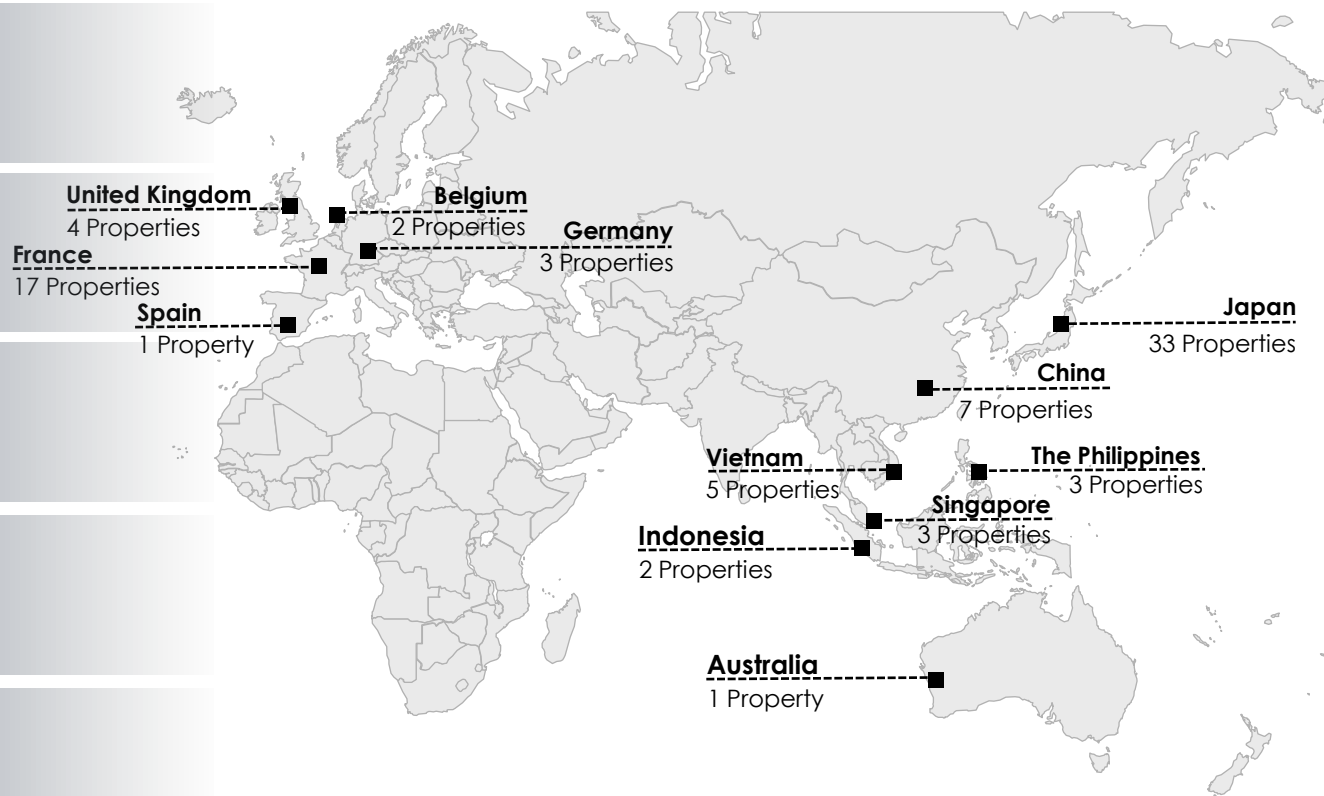 United Kingdom
4 Properties
Belgium
2 Properties
Germany
3 Properties
France
17 Properties
Spain
1 Property
Japan
33 Properties
China
7 Properties
Vietnam
5 Properties
The Philippines
3 Properties
Singapore
3 Properties
Indonesia
2 Properties
Australia
1 Property